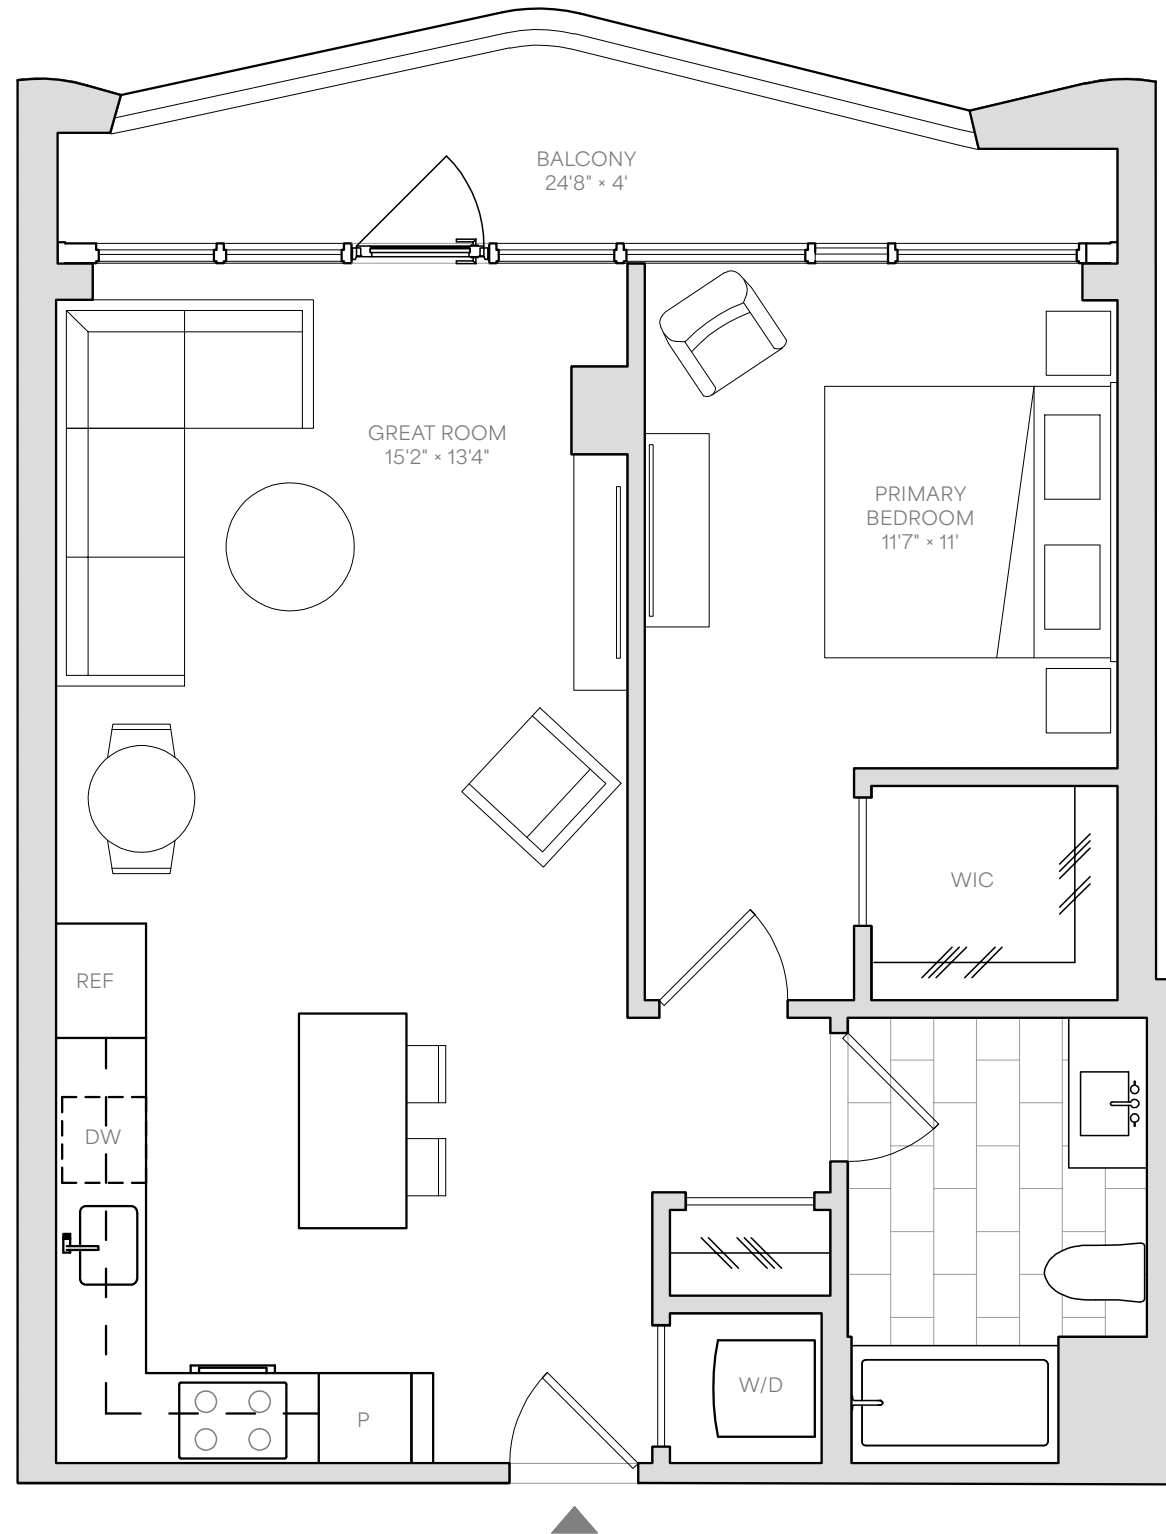 BALCONY
24'8" × 4'
GREAT ROOM
15'2" × 13'4"
PRIMARY
BEDROOM
11'7" × 11'
WIC
REF
DW
W/D
P